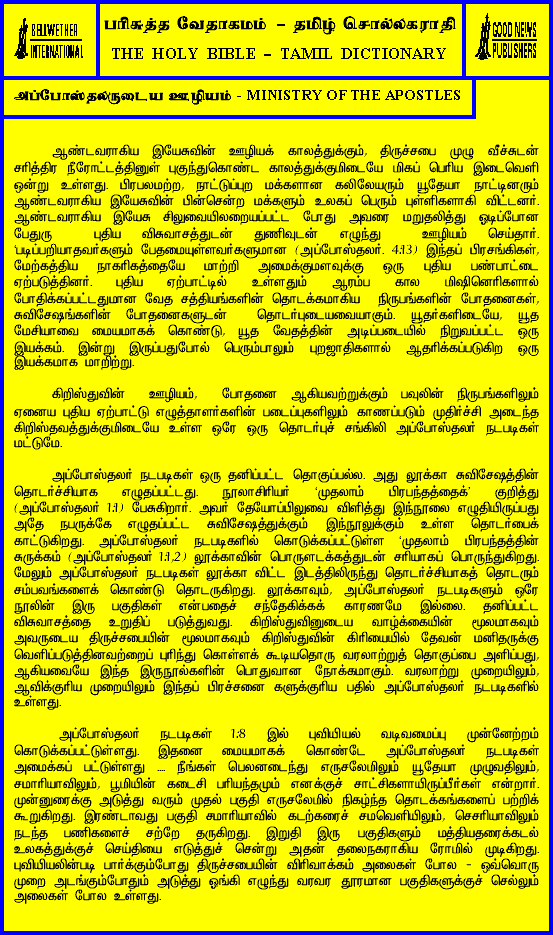 BELLWETHER
INTERNATIONAL
பரிசுத்த வேதாகமம் – தமிழ் சொல்லகராதி
THE HOLY BIBLE – TAMIL DICTIONARY
GOOD NEWS
PUBLISHERS
அப்போஸ்தலருடைய ஊழியம் - MINISTRY OF THE APOSTLES
ஆண்டவராகிய இயேசுவின் ஊழியக் காலத்துக்கும், திருச்சபை முழு வீச்சுடன்
சரித்திர நீரோட்டத்தினுள் புகுந்துகொண்ட காலத்துக்குமிடையே மிகப் பெரிய இடைவெளி
ஒன்று உள்ளது. பிரபலமற்ற, நாட்டுப்புற மக்களான கலிலேயரும் யூதேயா நாட்டினரும்
ஆண்டவராகிய இயேசுவின் பின்சென்ற மக்களும் உலகப் பெரும் புள்ளிகளாகி விட்டனர்.
ஆண்டவராகிய இயேசு சிலுவையிலறையப்பட்ட போது அவரை மறுதலித்து ஓடிப்போன
பேதுரு புதிய விசுவாசத்துடன் துணிவுடன் எழுந்து ஊழியம் செய்தார்.
'படிப்பறியாதவர்களும் பேதமையுள்ளவர்களுமான (அப்போஸ்தலர். 4:13) இந்தப் பிரசங்கிகள்,
மேற்கத்திய நாகரிகத்தையே மாற்றி அமைக்குமளவுக்கு ஒரு புதிய பண்பாட்டை
ஏற்படுத்தினர். புதிய ஏற்பாட்டில் உள்ளதும் ஆரம்ப கால மிஷினெரிகளால்
போதிக்கப்பட்டதுமான வேத சத்தியங்களின் தொடக்கமாகிய நிருபங்களின் போதனைகள்,
சுவிசேஷங்களின் போதனைகளுடன் தொடர்புடையவையாகும். யூதர்களிடையே, யூத
மேசியாவை மையமாகக் கொண்டு, யூத வேதத்தின் அடிப்படையில் நிறுவப்பட்ட ஒரு
இயக்கம். இன்று இருப்பதுபோல் பெரும்பாலும் புறஜாதிகளால் ஆதரிக்கப்படுகிற ஒரு
இயக்கமாக மாறிற்று.
கிறிஸ்துவின் ஊழியம், போதனை ஆகியவற்றுக்கும் பவுலின் நிருபங்களிலும்
ஏனைய புதிய ஏற்பாட்டு எழுத்தாளர்களின் படைப்புகளிலும் காணப்படும் முதிர்ச்சி அடைந்த
கிறிஸ்தவத்துக்குமிடையே உள்ள ஒரே ஒரு தொடர்புச் சங்கிலி அப்போஸ்தலர் நடபடிகள்
மட்டுமே.
அப்போஸ்தலர் நடபடிகள் ஒரு தனிப்பட்ட தொகுப்பல்ல. அது லூக்கா சுவிசேஷத்தின்
தொடர்ச்சியாக எழுதப்பட்டது. நூலாசிரியர் 'முதலாம் பிரபந்தத்தைக்' குறித்து
(அப்போஸ்தலர் 1:1) பேசுகிறார். அவர் தேயோப்பிலுவை விளித்து இந்நூலை எழுதியிருப்பது
அதே நபருக்கே எழுதப்பட்ட சுவிசேஷத்துக்கும் இந்நூலுக்கும் உள்ள தொடர்பைக்
காட்டுகிறது. அப்போஸ்தலர் நடபடிகளில் கொடுக்கப்பட்டுள்ள 'முதலாம் பிரபந்தத்தின்
சுருக்கம் (அப்போஸ்தலர் 1:1,2) லூக்காவின் பொருளடக்கத்துடன் சரியாகப் பொருந்துகிறது.
மேலும் அப்போஸ்தலர் நடபடிகள் லூக்கா விட்ட இடத்திலிருந்து தொடர்ச்சியாகத் தொடரும்
சம்பவங்களைக் கொண்டு தொடருகிறது. லூக்காவும், அப்போஸ்தலர் நடபடிகளும் ஒரே
நூலின் இரு பகுதிகள் என்பதைச் சந்தேகிக்கக் காரணமே இல்லை. தனிப்பட்ட
விசுவாசத்தை உறுதிப் படுத்துவது. கிறிஸ்துவினுடைய வாழ்க்கையின் மூலமாகவும்
அவருடைய திருச்சபையின் மூலமாகவும் கிறிஸ்துவின் கிரியையில் தேவன் மனிதருக்கு
வெளிப்படுத்தினவற்றைப் புரிந்து கொள்ளக் கூடியதொரு வரலாற்றுத் தொகுப்பை அளிப்பது,
ஆகியவையே இந்த இருநூல்களின் பொதுவான நோக்கமாகும். வரலாற்று முறையிலும்,
ஆவிக்குரிய முறையிலும் இந்தப் பிரச்சனை களுக்குரிய பதில் அப்போஸ்தலர் நடபடிகளில்
உள்ளது.
அப்போஸ்தலர் நடபடிகள் 1:8 இல் புவியியல் வடிவமைப்பு முன்னேற்றம்
கொடுக்கப்பட்டுள்ளது. இதனை மையமாகக் கொண்டே அப்போஸ்தலர் நடபடிகள்
அமைக்கப் பட்டுள்ளது .... நீங்கள் பெலனடைந்து எருசலேமிலும் யூதேயா முழுவதிலும்,
சமாரியாவிலும், பூமியின் கடைசி பரியந்தமும் எனக்குச் சாட்சிகளாயிருப்பீர்கள் என்றார்.
முன்னுரைக்கு அடுத்து வரும் முதல் பகுதி எருசலேமில் நிகழ்ந்த தொடக்கங்களைப் பற்றிக்
கூறுகிறது. இரண்டாவது பகுதி சமாரியாவில் கடற்கரைச் சமவெளியிலும், செசரியாவிலும்
நடந்த பணிகளைச் சற்றே தருகிறது. இறுதி இரு பகுதிகளும் மத்தியதரைக்கடல்
உலகத்துக்குச் செய்தியை எடுத்துச் சென்று அதன் தலைநகராகிய ரோமில் முடிகிறது.
புவியியலின்படி பார்க்கும்போது திருச்சபையின் விரிவாக்கம் அலைகள் போல - ஒவ்வொரு
முறை அடங்கும்போதும் அடுத்து ஓங்கி எழுந்து வரவர தூரமான பகுதிகளுக்குச் செல்லும்
அலைகள் போல உள்ளது.